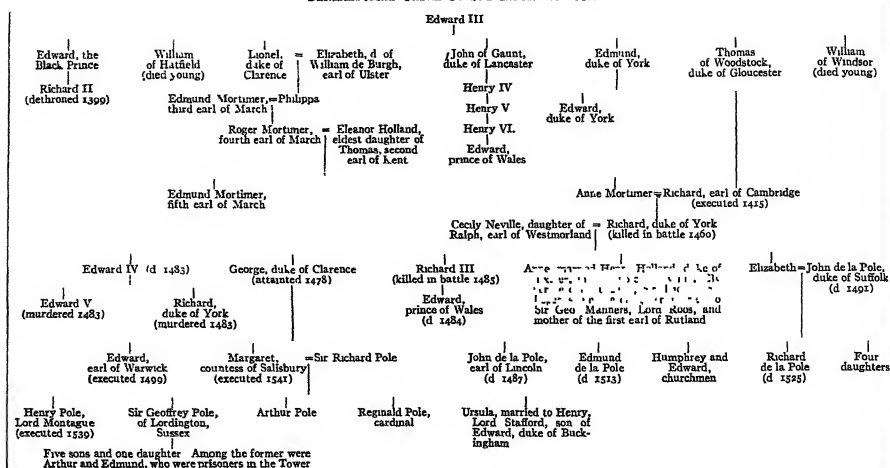 Edward III
Edward, the
Black Prince
William
of Hatfield
(died young)
Lionel,
duke of
Clarence
=
Elizabeth, d of
William de Burgh,
earl of Ulster
John of Gaunt,
duke of Lancaster
Edmund,
duke of York
Thomas
of Woodstock,
duke of Gloucester
William
of Windsor
(died young)
Richard II
(dethroned 1399)
Edmund Mortimer,=Philippa
third earl of March
Henry IV
Henry V
Henry VI.
Edward,
prince of Wales
Edward,
duke of York
Roger Mortimer,
fourth earl of March
=
Eleanor Holland,
eldest daughter of
Thomas, second
earl of Kent
Edmund Mortimer,
fifth earl of March
Anne Mortimer=Richard, earl of Cambridge
(executed 1415)
Cecily Neville, daughter of = Richard, duke of York
Ralph, earl of Westmorland (killed in battle 1460)
Edward IV (d 1483)
George, duke of Clarence
(attainted 1478)
Richard III
(killed in battle 1485)
Anne married Henry Holland, duke of
Sir Geo Manners, Lord Roos, and
mother of the first earl of Rutland
Elizabeth=John de la Pole,
duke of Suffolk
(d 1491)
Edward V
(murdered 1483)
Richard,
duke of York
(murdered 1483)
Edward,
prince of Wales
(d 1484)
Edward,
earl of Warwick
(executed 1499)
Margaret,
countess of Salisbury
(executed 1541)
=Sir Richard Pole
John de la Pole,
earl of Lincoln
(d 1487)
Edmund
de la Pole
(d 1513)
Humphrey and
Edward,
churchmen
Richard
de la Pole
(d 1525)
Four
daughters
Henry Pole,
Lord Montague
(executed 1539)
Sir Geoffrey Pole,
of Lordington,
Sussex
Arthur Pole
Reginald Pole,
cardinal
Ursula, married to Henry,
Lord Stafford, son of
Edward, duke of Buck-
ingham
Five sons and one daughter Among the former were
Arthur and Edmund, who were prisoners in the Tower